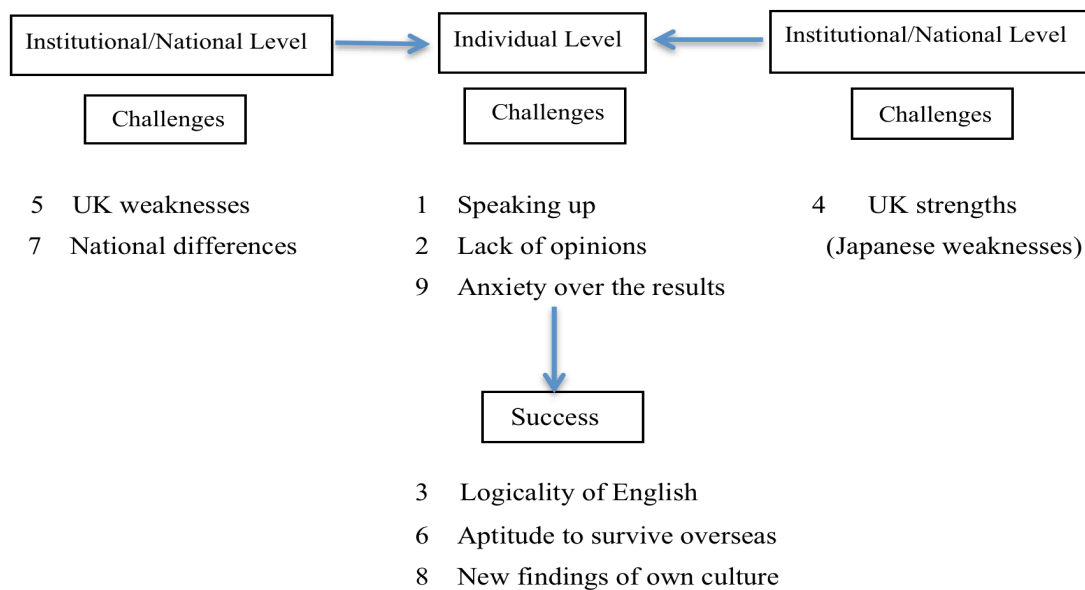 Institutional/National Level
Individual Level
Institutional/National Level
Challenges
Challenges
Challenges
5 UK weaknesses
7 National differences
1 Speaking up
2 Lack of opinions
9 Anxiety over the results
4 UK strengths
(Japanese weaknesses)
Success
3 Logicality of English
6 Aptitude to survive overseas
8 New findings of own culture